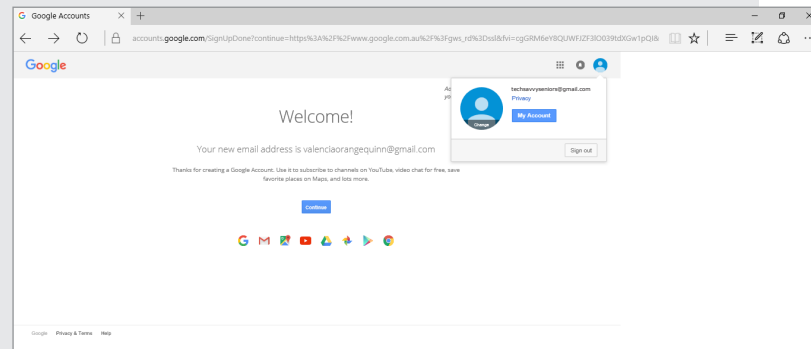 Google Accounts
accounts.google.com/SignUpDone?continue=https%3A%2F%2Fwww.google.com.au%2F%3Fgws_rd%3Dssl&fvi=
Google
techsavvyseniors@gmail.com
Privacy
My Account
Change
Sign out
Welcome!
Your new email address is valenciaorangequinn@gmail.com
Thanks for creating a Google Account. Use it to subscribe to channels on YouTube, video chat for free, save
favorite places on Maps, and lots more.
Continue
Google Privacy & Terms Help